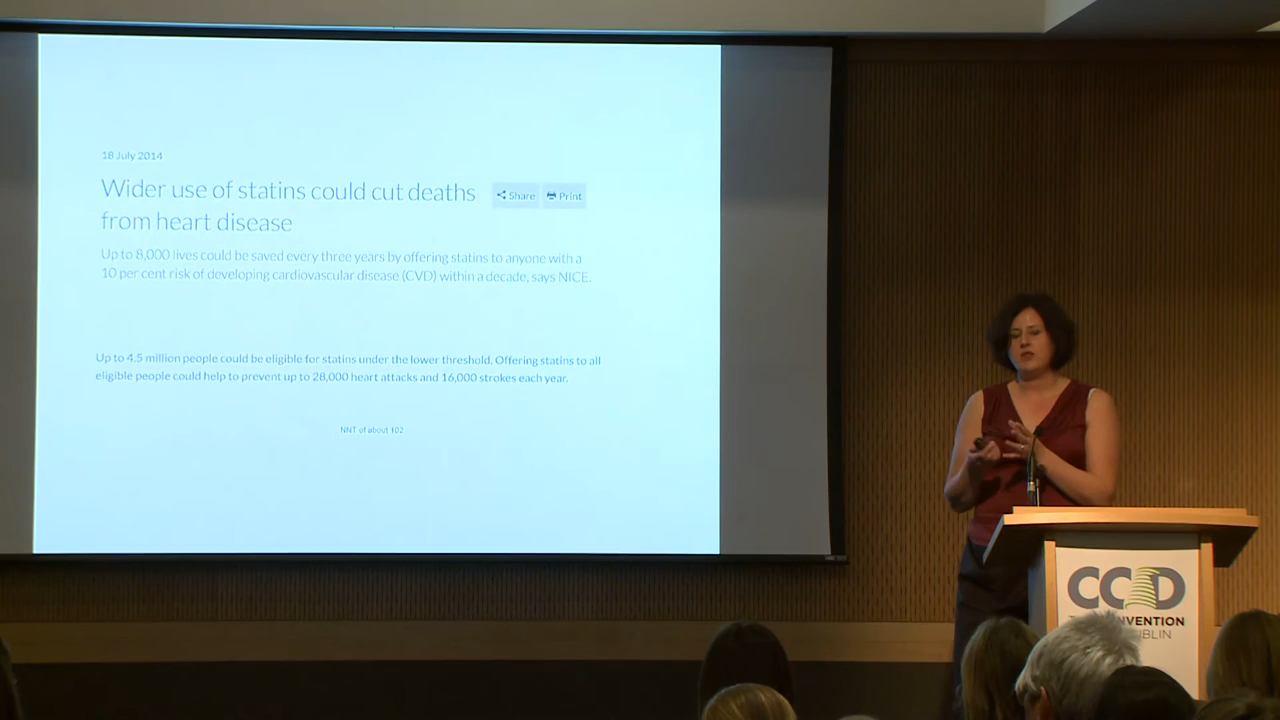 18 July 2014
Wider use of statins could cut deaths
from heart disease
Share
Print
Up to 8,000 lives could be saved every three years by offering statins to anyone with a
10 per cent risk of developing cardiovascular disease (CVD) within a decade, says NICE.
Up to 4.5 million people could be eligible for statins under the lower threshold. Offering statins to all
eligible people could help to prevent up to 28,000 heart attacks and 16,000 strokes each year.
NNT of about 102
CCD